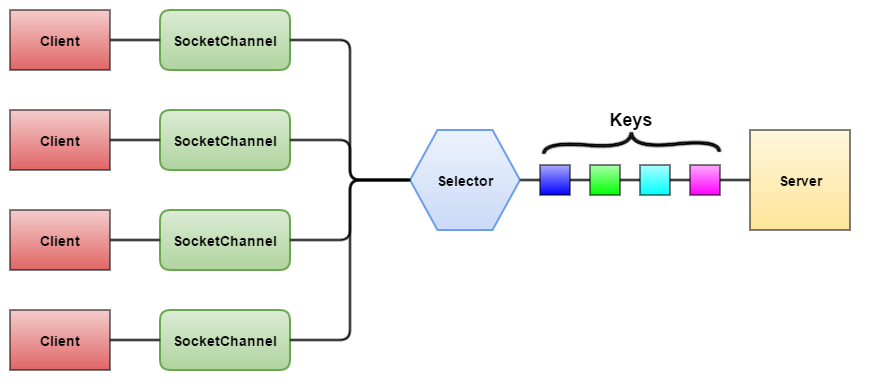 Client
SocketChannel
Client
SocketChannel
Keys
Selector
Server
Client
SocketChannel
Client
SocketChannel